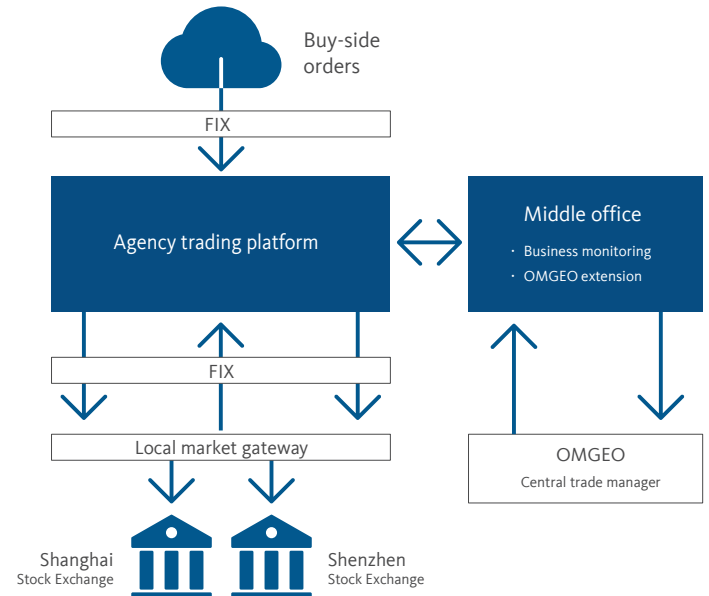 Buy-side
orders
FIX
Agency trading platform
Middle office
· Business monitoring
· OMGEO extension
FIX
Local market gateway
OMGEO
Central trade manager
Shanghai
Stock Exchange
Shenzhen
Stock Exchange